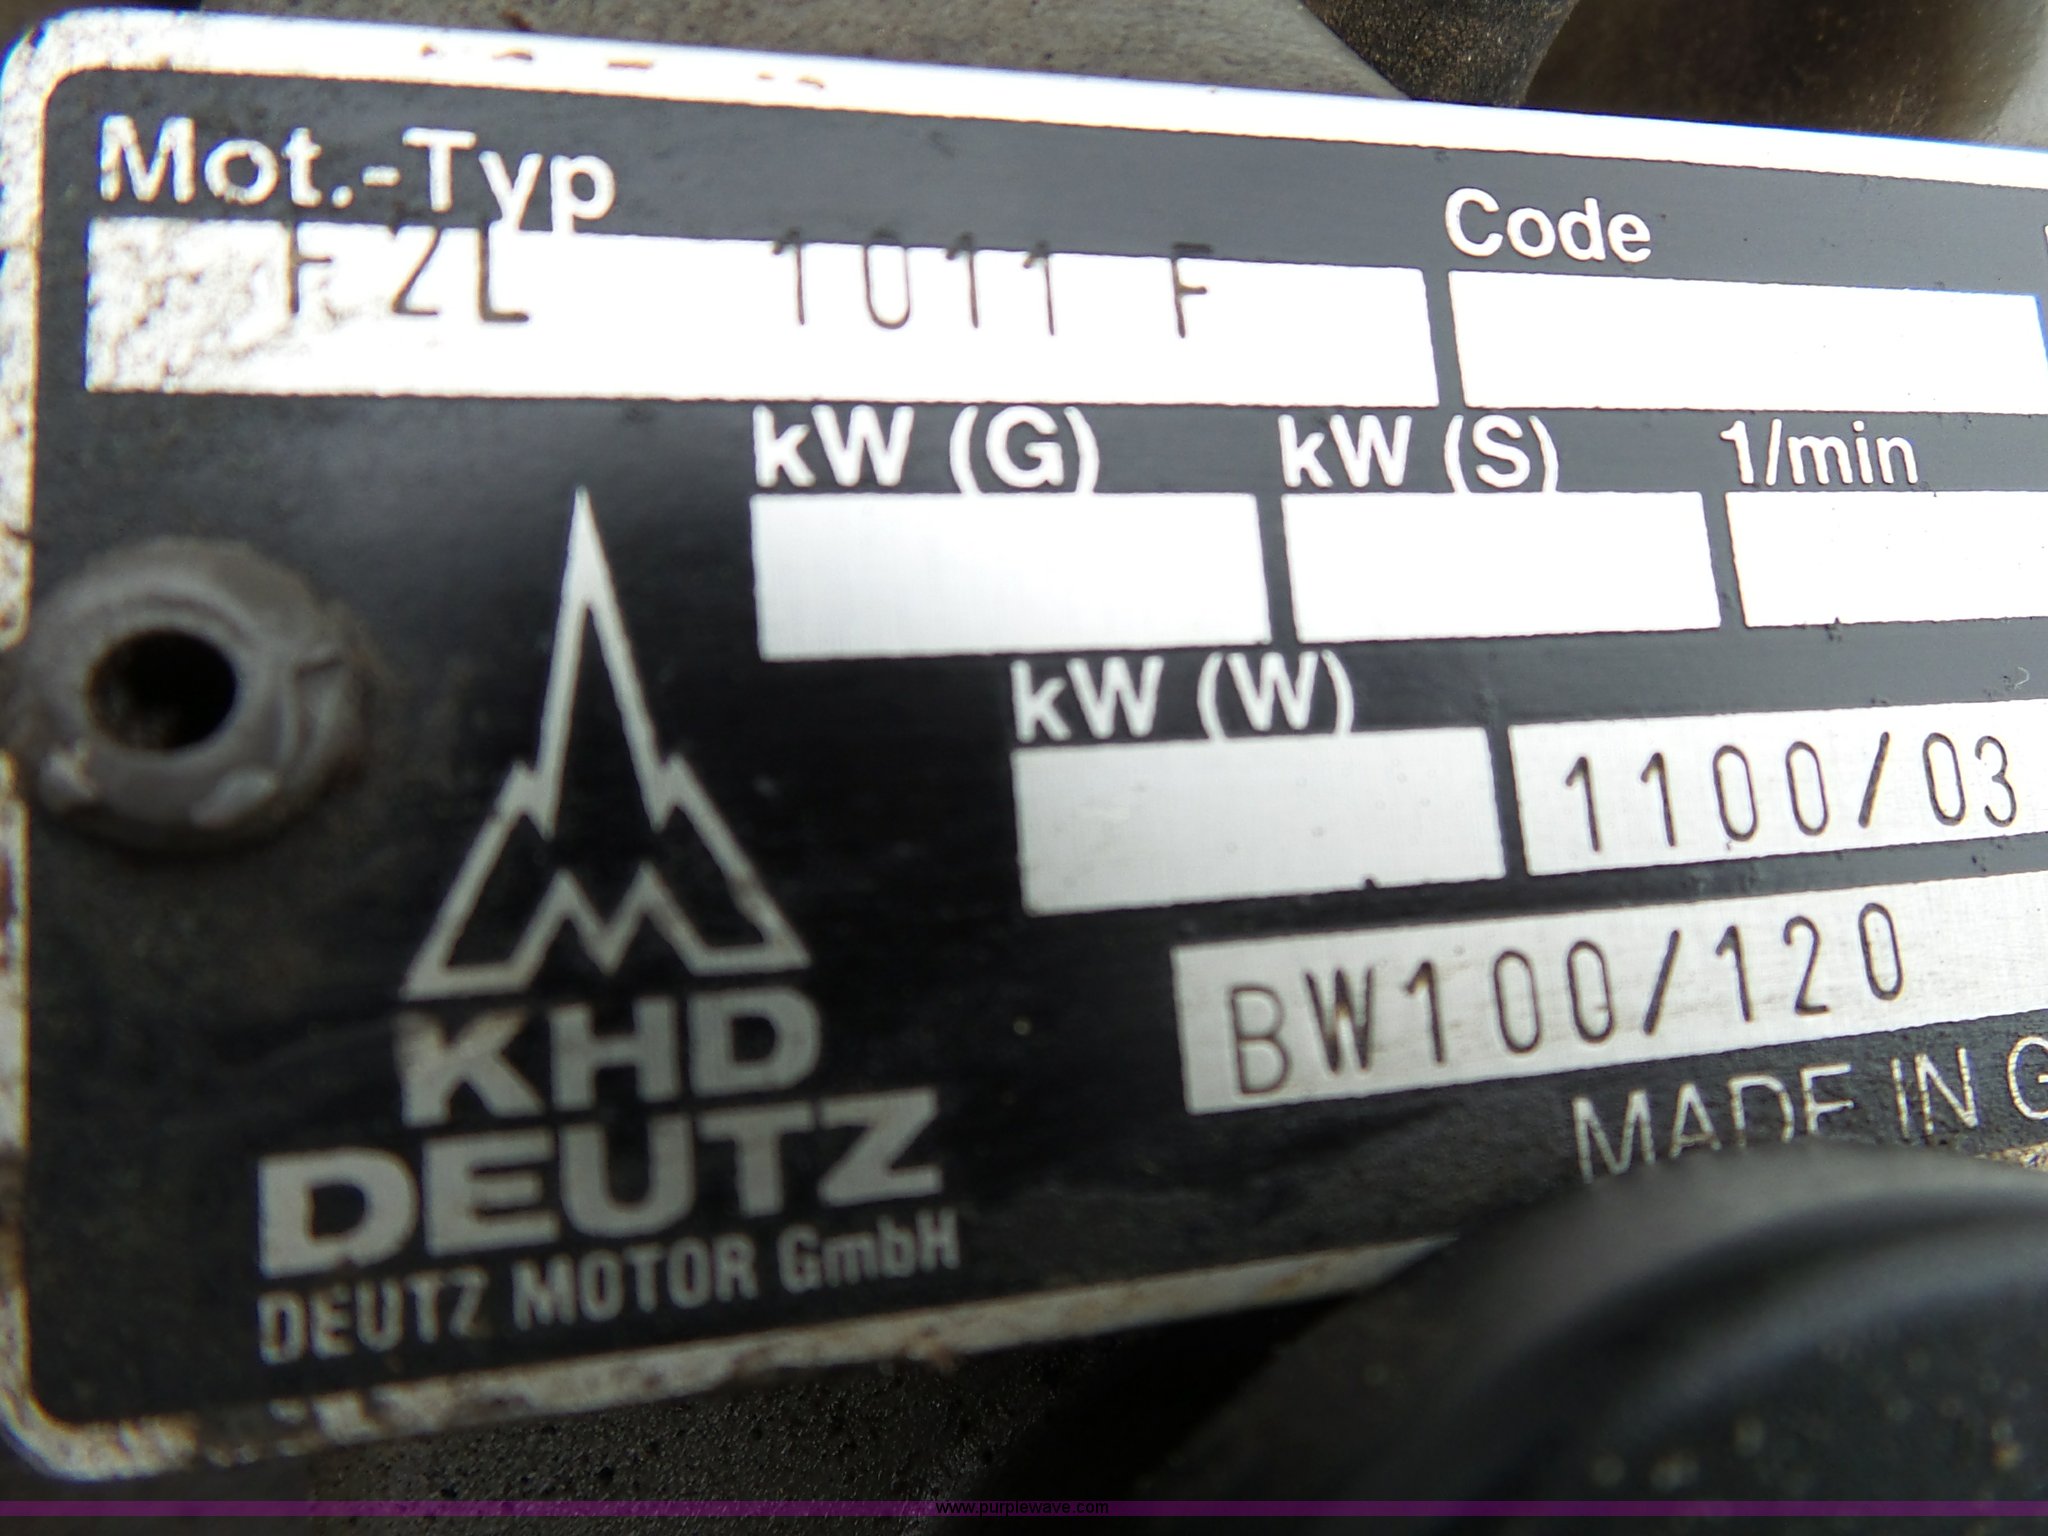 Mot.-Typ
Code
F2L 1011 F
kW (G)
kW (S)
1/min
kW (W)
1100/03
BW100/120
MADE IN G
KHD
DEUTZ
DEUTZ MOTOR GmbH
www.purplewave.com